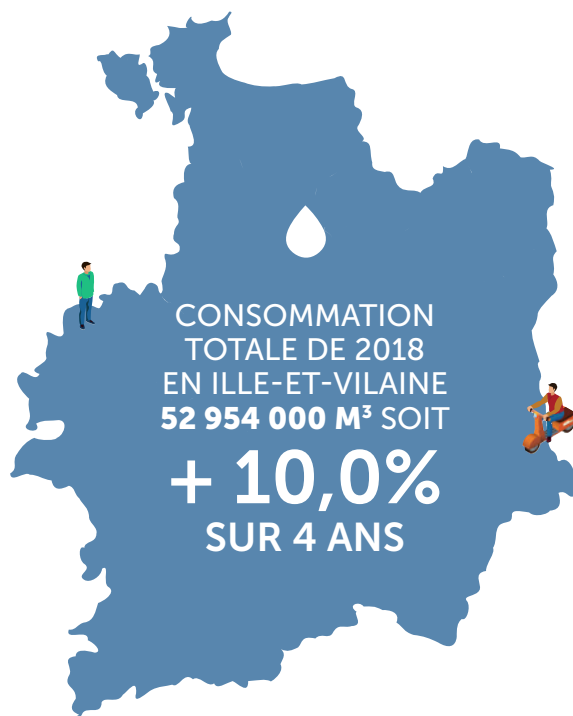 CONSOMMATION
TOTALE DE 2018
EN ILLE-ET-VILAINE
52 954 000 M³ SOIT
+ 10,0%
SUR 4 ANS